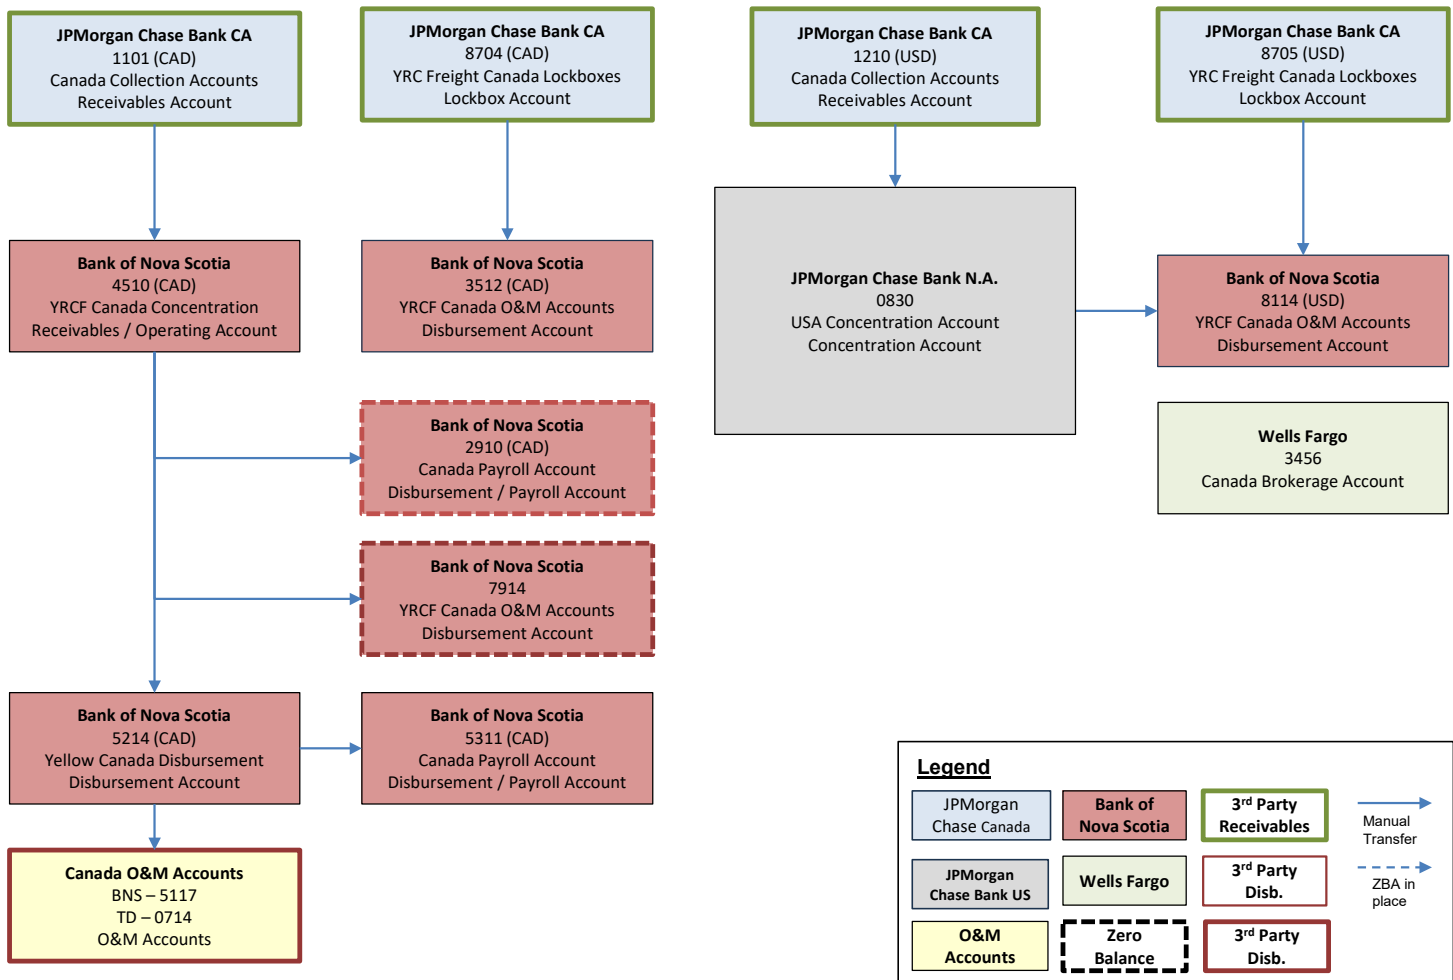 JPMorgan Chase Bank CA
1101 (CAD)
Canada Collection Accounts
Receivables Account
JPMorgan Chase Bank CA
8704 (CAD)
YRC Freight Canada Lockboxes
Lockbox Account
JPMorgan Chase Bank CA
1210 (USD)
Canada Collection Accounts
Receivables Account
JPMorgan Chase Bank CA
8705 (USD)
YRC Freight Canada Lockboxes
Lockbox Account
Bank of Nova Scotia
4510 (CAD)
YRCF Canada Concentration
Receivables / Operating Account
Bank of Nova Scotia
3512 (CAD)
YRCF Canada O&M Accounts
Disbursement Account
JPMorgan Chase Bank N.A.
0830
USA Concentration Account
Concentration Account
Bank of Nova Scotia
8114 (USD)
YRCF Canada O&M Accounts
Disbursement Account
Bank of Nova Scotia
2910 (CAD)
Canada Payroll Account
Disbursement / Payroll Account
Wells Fargo
3456
Canada Brokerage Account
Bank of Nova Scotia
7914
YRCF Canada O&M Accounts
Disbursement Account
Bank of Nova Scotia
5214 (CAD)
Yellow Canada Disbursement
Disbursement Account
Bank of Nova Scotia
5311 (CAD)
Canada Payroll Account
Disbursement / Payroll Account
Canada O&M Accounts
BNS – 5117
TD – 0714
O&M Accounts
Legend
JPMorgan
Chase Canada
Bank of
Nova Scotia
3rd Party
Receivables
Manual
Transfer
JPMorgan
Chase Bank US
Wells Fargo
3rd Party
Disb.
ZBA in
place
O&M
Accounts
Zero
Balance
3rd Party
Disb.